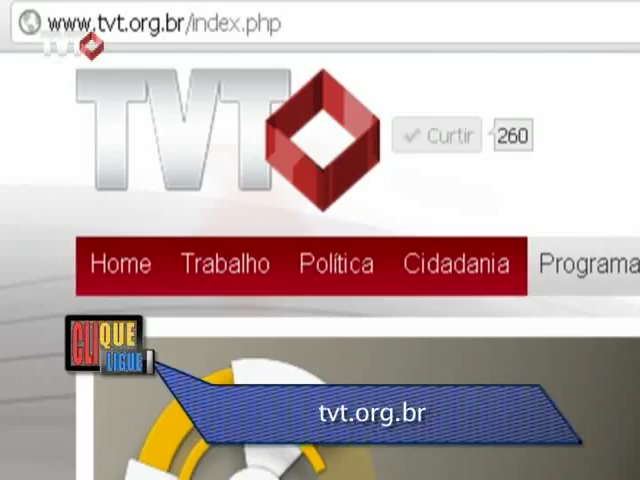 www.tvt.org.br/index.php
TVT
TVT
Curtir 260
Home Trabalho Política Cidadania Programa
CLIQUE
LIGUE
tvt.org.br